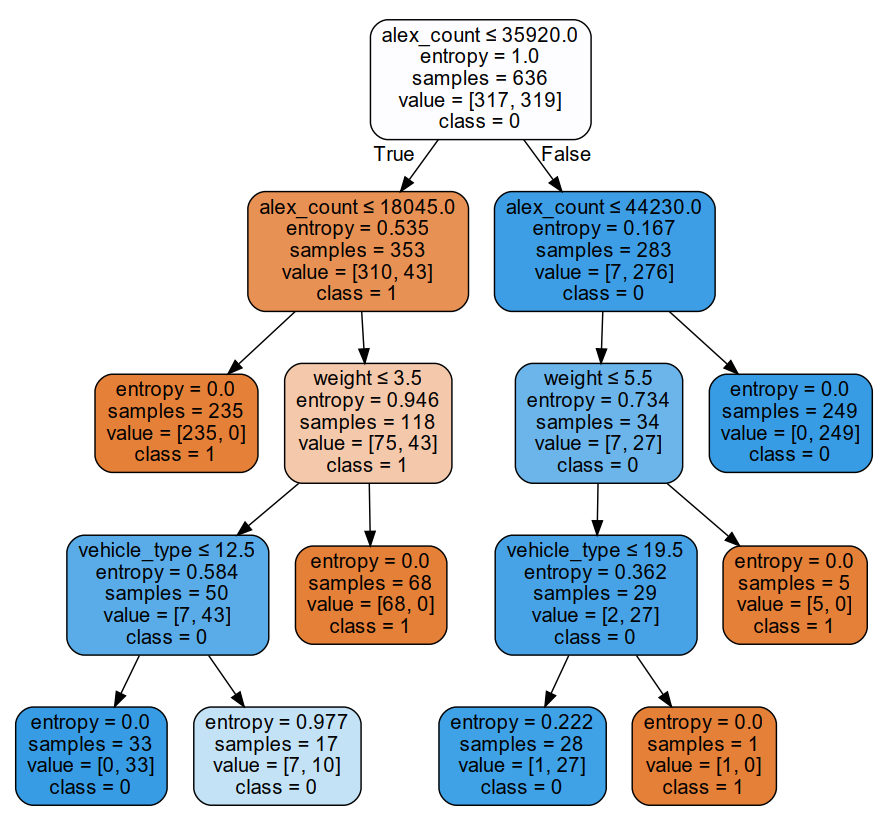 alex_count ≤ 35920.0
entropy = 1.0
samples = 636
value = [317, 319]
class = 0
True
False
alex_count ≤ 18045.0
entropy = 0.535
samples = 353
value = [310, 43]
class = 1
alex_count ≤ 44230.0
entropy = 0.167
samples = 283
value = [7, 276]
class = 0
entropy = 0.0
samples = 235
value = [235, 0]
class = 1
weight ≤ 3.5
entropy = 0.946
samples = 118
value = [75, 43]
class = 1
weight ≤ 5.5
entropy = 0.734
samples = 34
value = [7, 27]
class = 0
entropy = 0.0
samples = 249
value = [0, 249]
class = 0
vehicle_type ≤ 12.5
entropy = 0.584
samples = 50
value = [7, 43]
class = 0
entropy = 0.0
samples = 68
value = [68, 0]
class = 1
vehicle_type ≤ 19.5
entropy = 0.362
samples = 29
value = [2, 27]
class = 0
entropy = 0.0
samples = 5
value = [5, 0]
class = 1
entropy = 0.0
samples = 33
value = [0, 33]
class = 0
entropy = 0.977
samples = 17
value = [7, 10]
class = 0
entropy = 0.222
samples = 28
value = [1, 27]
class = 0
entropy = 0.0
samples = 1
value = [1, 0]
class = 1